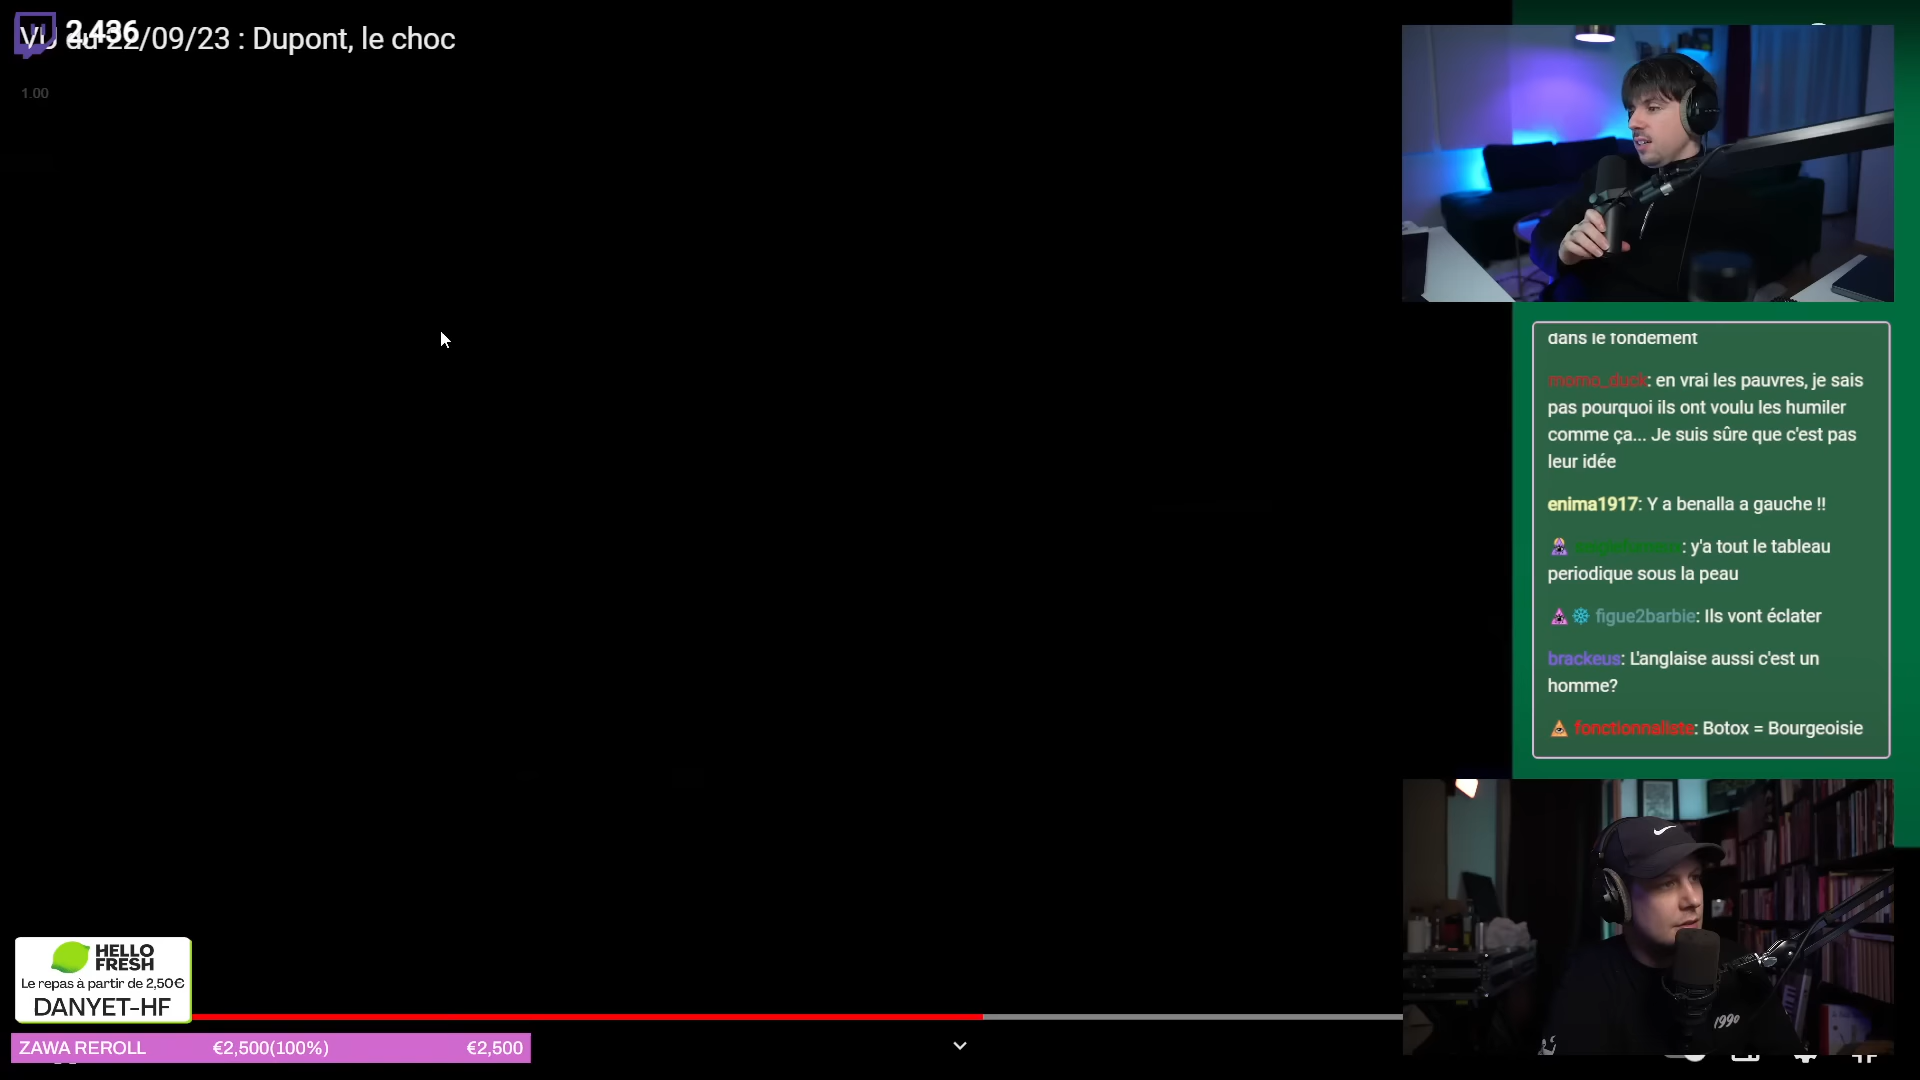 2,436
VU du 22/09/23 : Dupont, le choc
1.00
dans le fondement
momo_duck: en vrai les pauvres, je sais
pas pourquoi ils ont voulu les humiler
comme ça... Je suis sûre que c'est pas
leur idée
enima1917: Y a benalla a gauche !!
: y'a tout le tableau
periodique sous la peau
figue2barbie: Ils vont éclater
brackeus: L'anglaise aussi c'est un
homme?
fonctionnaliste: Botox = Bourgeoisie
HELLO
FRESH
Le repas à partir de 2,50€
DANYET-HF
ZAWA REROLL €2,500(100%) €2,500
1990